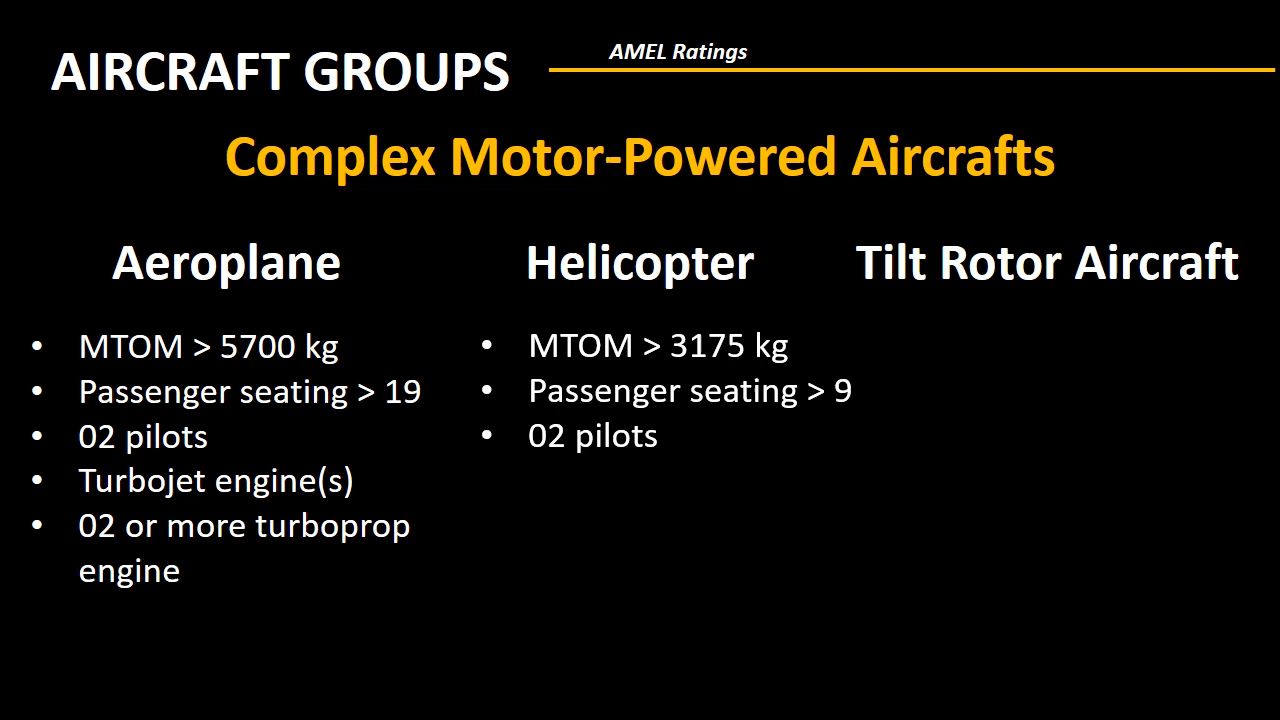 AIRCRAFT GROUPS
AMEL Ratings
Complex Motor-Powered Aircrafts
Aeroplane
• MTOM > 5700 kg
• Passenger seating > 19
• 02 pilots
• Turbojet engine(s)
• 02 or more turboprop
engine
Helicopter
• MTOM > 3175 kg
• Passenger seating > 9
• 02 pilots
Tilt Rotor Aircraft